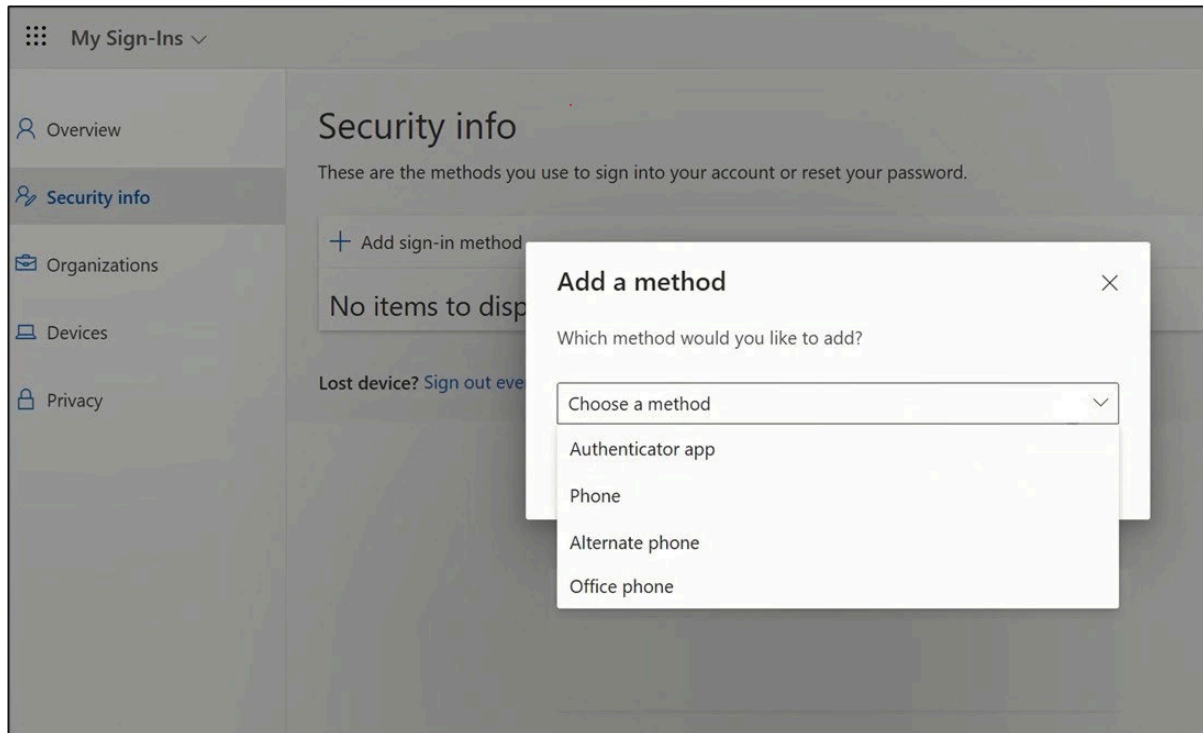 My Sign-Ins
Overview
Security info
Organizations
Devices
Privacy
Security info
These are the methods you use to sign into your account or reset your password.
Add sign-in method
No items to disp
Lost device? Sign out eve
Add a method
Which method would you like to add?
Choose a method
Authenticator app
Phone
Alternate phone
Office phone